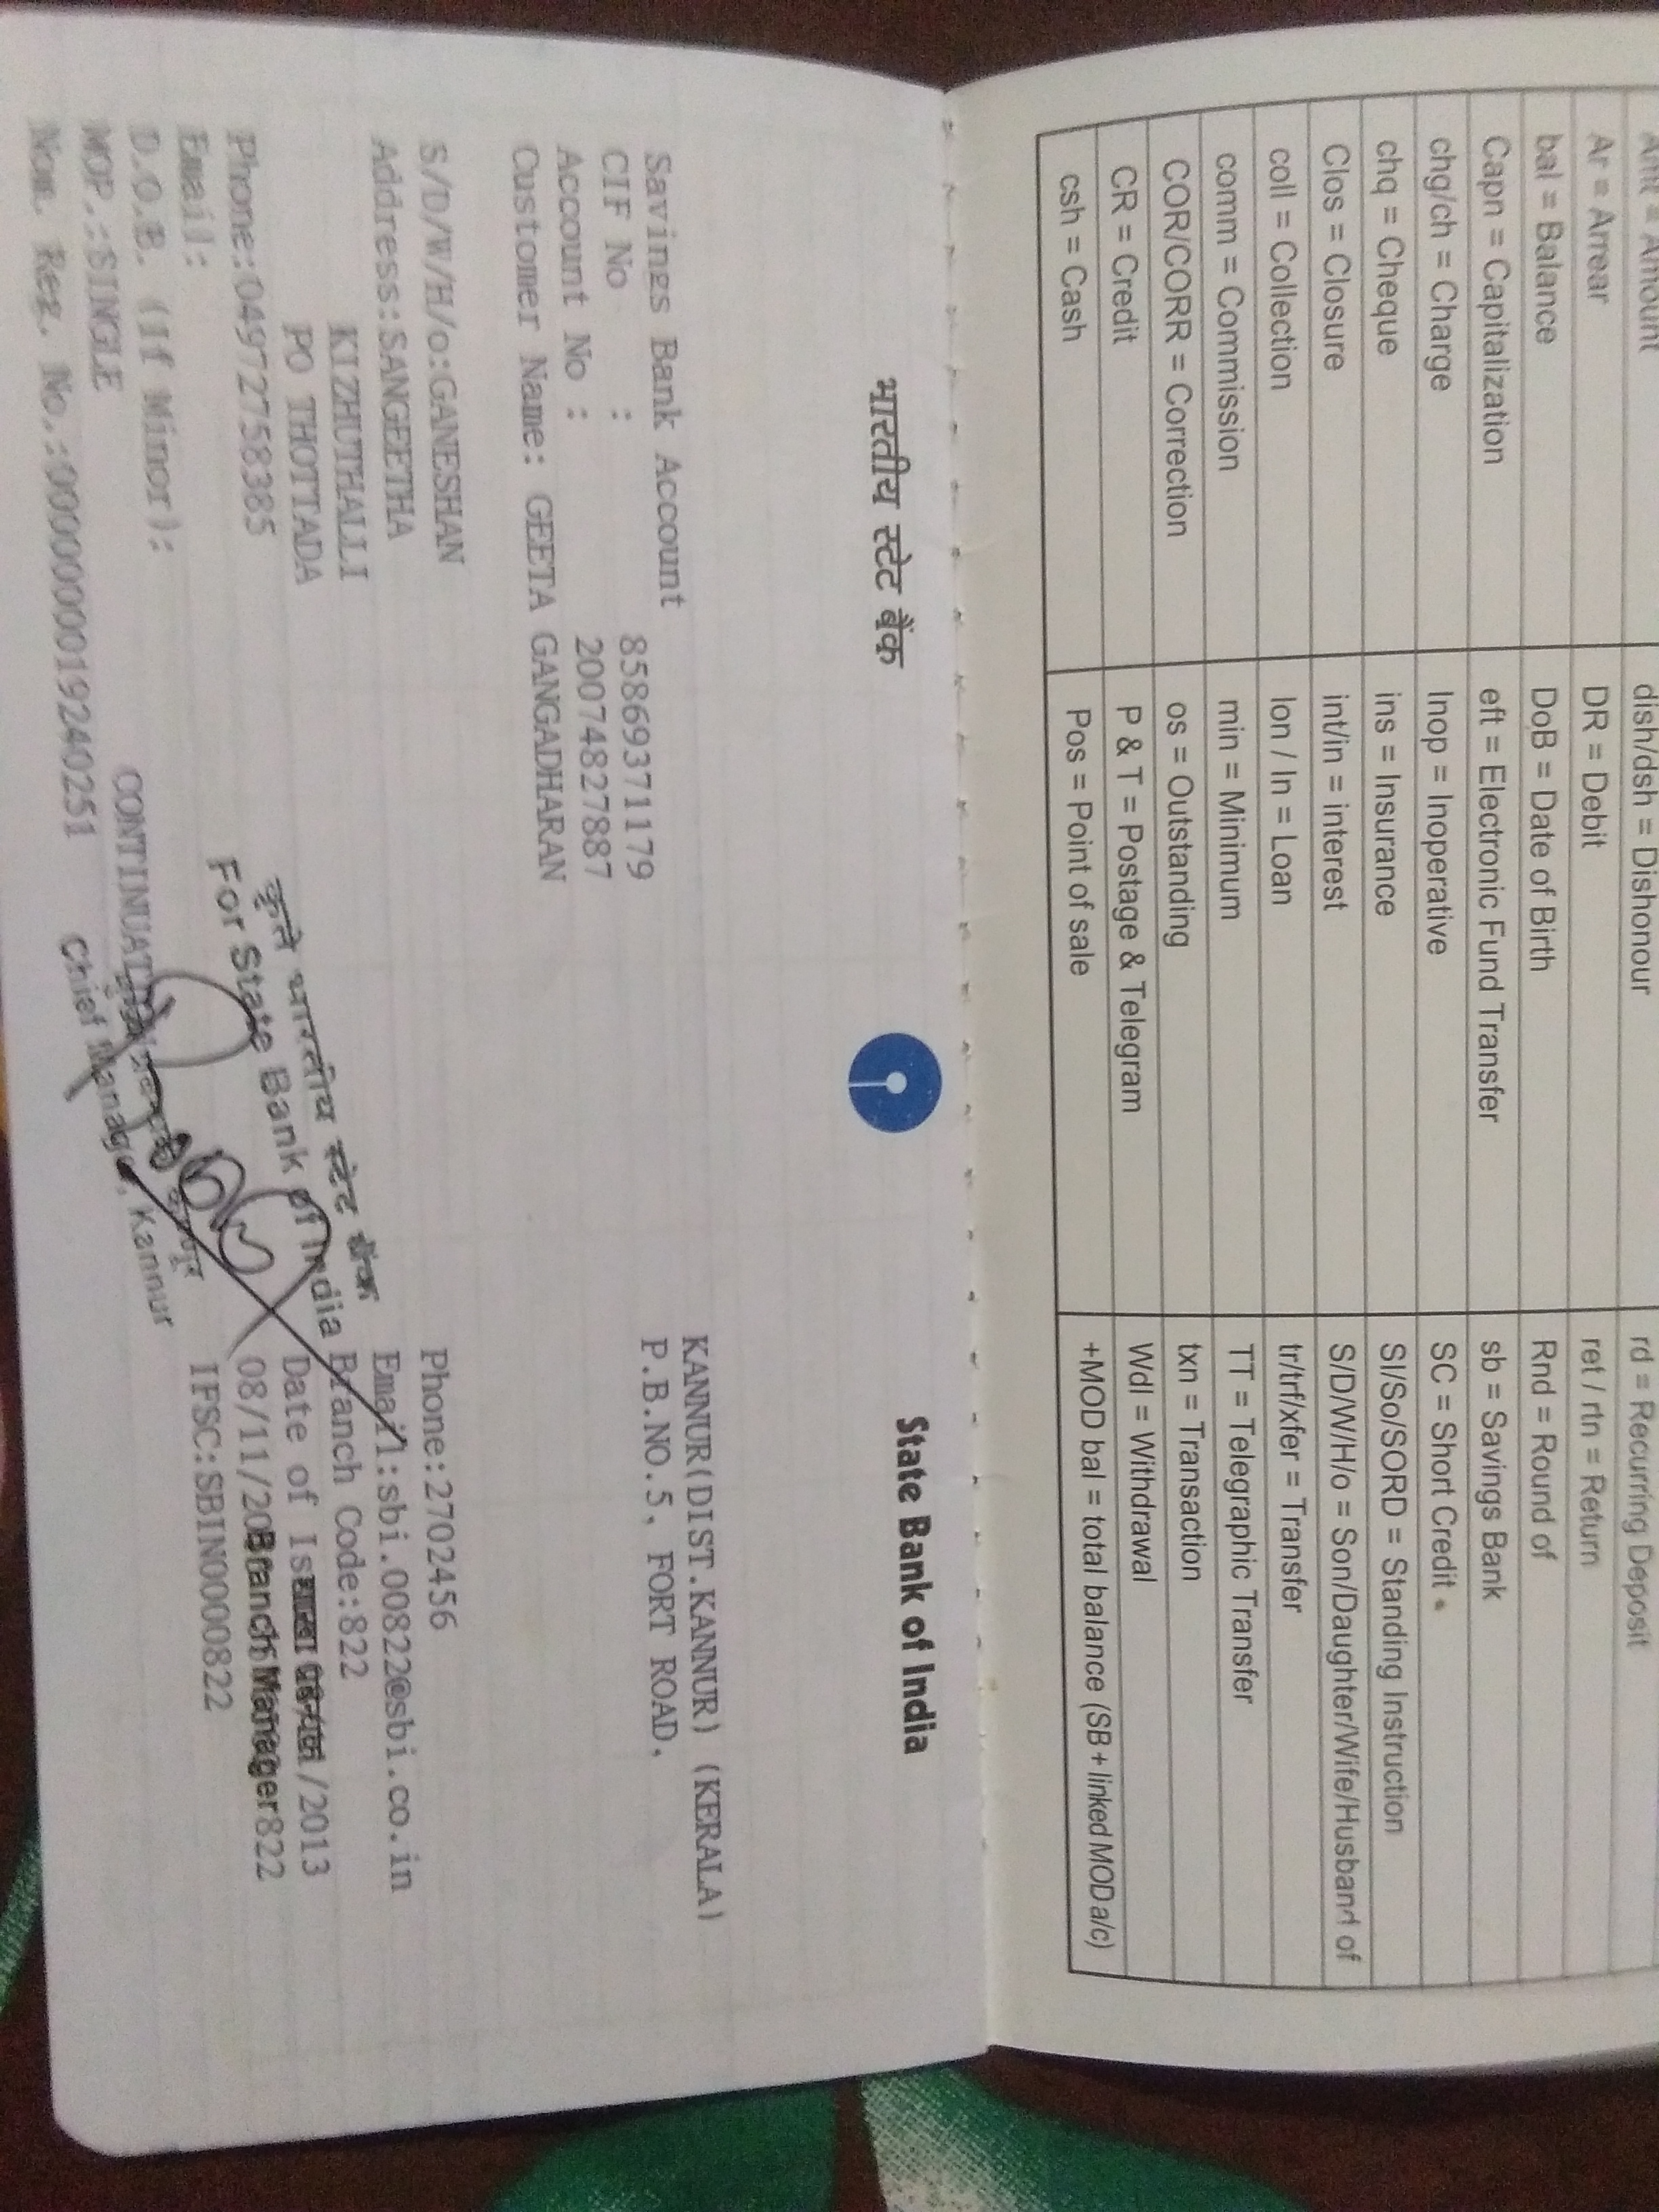 Amt = Amount dish/dsh = Dishonour rd = Recurring Deposit
Ar = Arrear DR = Debit ret / rtn = Return
bal = Balance DoB = Date of Birth Rnd = Round of
Capn = Capitalization eft = Electronic Fund Transfer sb = Savings Bank
chg/ch = Charge Inop = Inoperative SC = Short Credit
chq = Cheque ins = Insurance SI/So/SORD = Standing Instruction
Clos = Closure int/in = interest S/D/W/H/o = Son/Daughter/Wife/Husband of
coll = Collection lon / ln = Loan tr/trf/xfer = Transfer
comm = Commission min = Minimum TT = Telegraphic Transfer
COR/CORR = Correction os = Outstanding txn = Transaction
CR = Credit P & T = Postage & Telegram Wdl = Withdrawal
csh = Cash Pos = Point of sale +MOD bal = total balance (SB + linked MOD a/c)
भारतीय स्टेट बैंक State Bank of India
KANNUR(DIST.KANNUR) (KERALA)
Savings Bank Account P.B.NO.5, FORT ROAD,
CIF No : 85869371179
Account No : 20074827887
Customer Name: GEETA GANGADHARAN
S/D/W/H/o:GANESHAN Phone:2702456
Address:SANGEETHA Email:sbi.00822@sbi.co.in
KIZHUTHALLI Branch Code:822
PO THOTTADA Date of /2013
Phone:04972758385 08/11/20 822
Email: IFSC:SBIN0000822
D.O.B. (If Minor):
MOP.:SINGLE
Nom. Reg. No.:0000000019240251
कृते भारतीय स्टेट बैंक
For State Bank of India
शाखा प्रबन्धक
Branch Manager
Chief Manager, Kannur